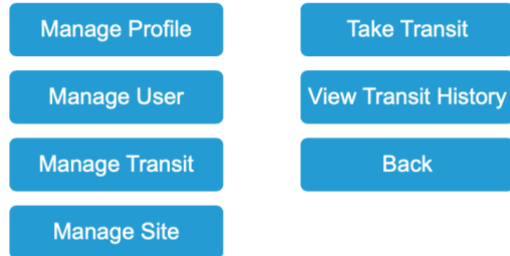 Manage Profile
Take Transit
Manage User
View Transit History
Manage Transit
Back
Manage Site